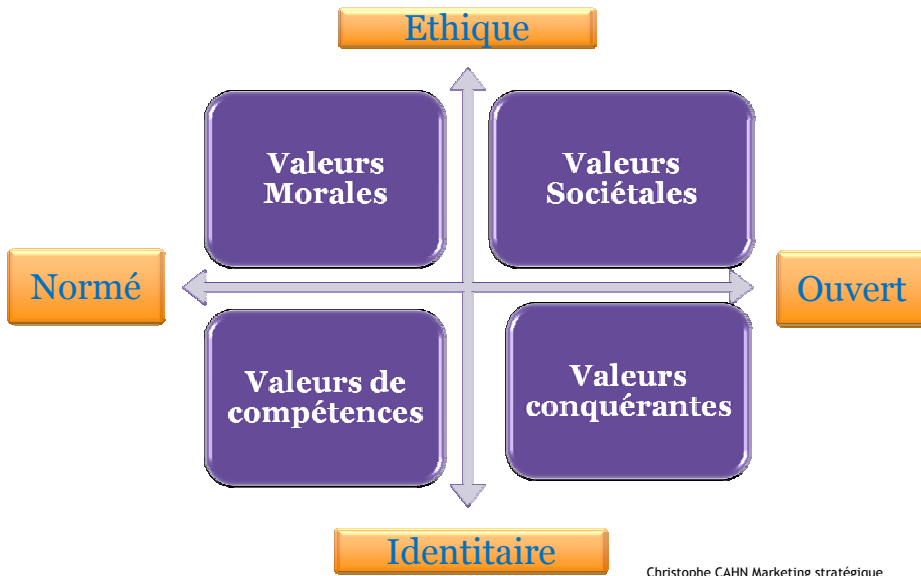 Ethique
Valeurs
Morales
Valeurs
Sociétales
Normé
Ouvert
Valeurs de
compétences
Valeurs
conquérantes
Identitaire
Christophe CAHN Marketing stratégique